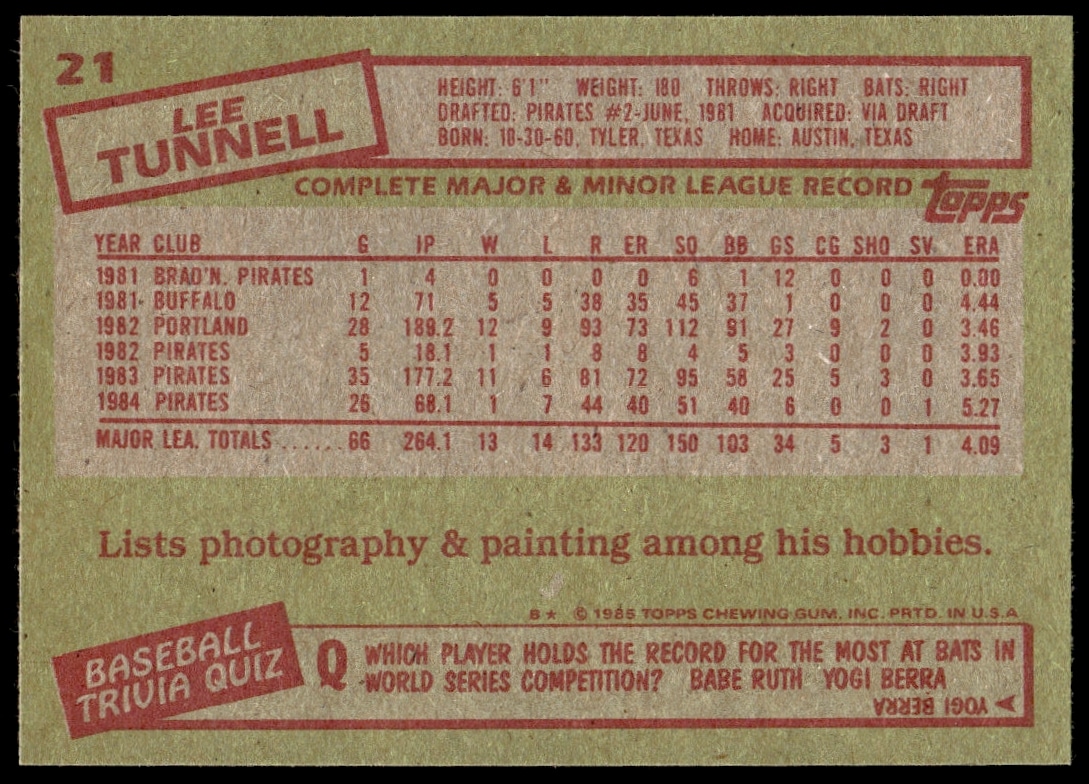 21
LEE
TUNNELL
HEIGHT: 6'1" WEIGHT: 180 THROWS: RIGHT BATS: RIGHT
DRAFTED: PIRATES #2-JUNE, 1981 ACQUIRED: VIA DRAFT
BORN: 10-30-60, TYLER, TEXAS HOME: AUSTIN, TEXAS
COMPLETE MAJOR & MINOR LEAGUE RECORD topps
YEAR CLUB G IP W L R ER SO BB GS CG SHO SV ERA
1981 BRAD'N. PIRATES 1 4 0 0 0 0 6 1 12 0 0 0 0.00
1981 BUFFALO 12 71 5 5 38 35 45 37 1 0 0 0 4.44
1982 PORTLAND 28 189.2 12 9 93 73 112 91 27 9 2 0 3.46
1982 PIRATES 5 18.1 1 1 8 8 4 5 3 0 0 0 3.93
1983 PIRATES 35 177.2 11 6 81 72 95 58 25 5 3 0 3.65
1984 PIRATES 26 68.1 1 7 44 40 51 40 6 0 0 1 5.27
MAJOR LEA. TOTALS ...... 66 264.1 13 14 133 120 150 103 34 5 3 1 4.09
Lists photography & painting among his hobbies.
B★ © 1985 TOPPS CHEWING GUM, INC. PRTD. IN U.S.A.
BASEBALL
TRIVIA QUIZ
Q WHICH PLAYER HOLDS THE RECORD FOR THE MOST AT BATS IN
WORLD SERIES COMPETITION? BABE RUTH YOGI BERRA
A YOGI BERRA